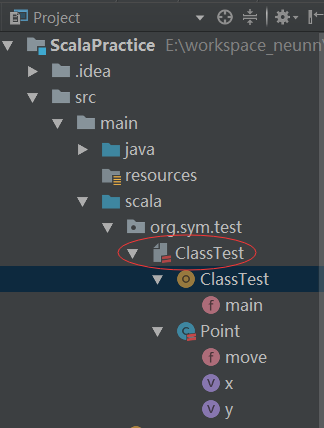 Project
ScalaPractice E:\workspace_neunn\
.idea
src
main
java
resources
scala
org.sym.test
ClassTest
ClassTest
main
Point
move
x
y